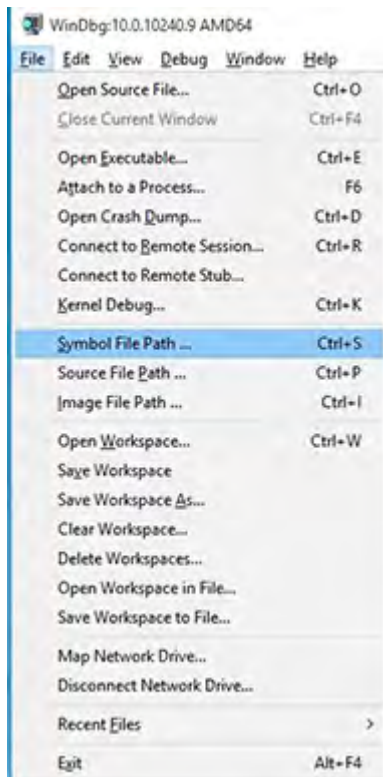 WinDbg:10.0.10240.9 AMD64
File Edit View Debug Window Help
Open Source File... Ctrl+O
Close Current Window Ctrl+F4
Open Executable... Ctrl+E
Attach to a Process... F6
Open Crash Dump... Ctrl+D
Connect to Remote Session... Ctrl+R
Connect to Remote Stub...
Kernel Debug... Ctrl+K
Symbol File Path ... Ctrl+S
Source File Path ... Ctrl+P
Image File Path ... Ctrl+I
Open Workspace... Ctrl+W
Save Workspace
Save Workspace As...
Clear Workspace...
Delete Workspaces...
Open Workspace in File...
Save Workspace to File...
Map Network Drive...
Disconnect Network Drive...
Recent Files >
Exit Alt+F4